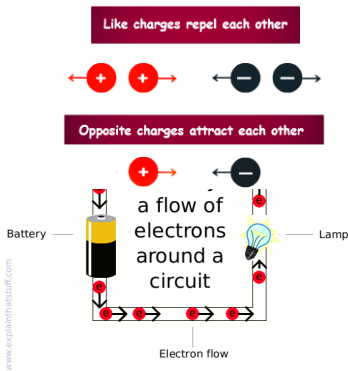 Like charges repel each other
+ + − −
Opposite charges attract each other
+ −
a flow of
electrons
around a
circuit
Battery
Lamp
e e e e e e e e
Electron flow
www.explainthatstuff.com